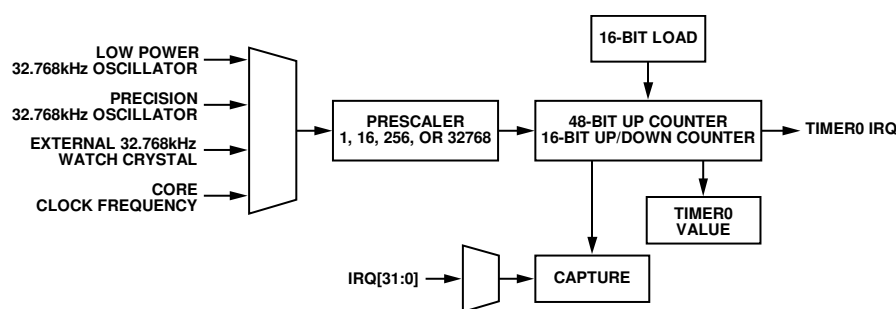 LOW POWER
32.768kHz OSCILLATOR
PRECISION
32.768kHz OSCILLATOR
EXTERNAL 32.768kHz
WATCH CRYSTAL
CORE
CLOCK FREQUENCY
PRESCALER
1, 16, 256, OR 32768
16-BIT LOAD
48-BIT UP COUNTER
16-BIT UP/DOWN COUNTER
TIMER0 IRQ
TIMER0
VALUE
IRQ[31:0]
CAPTURE